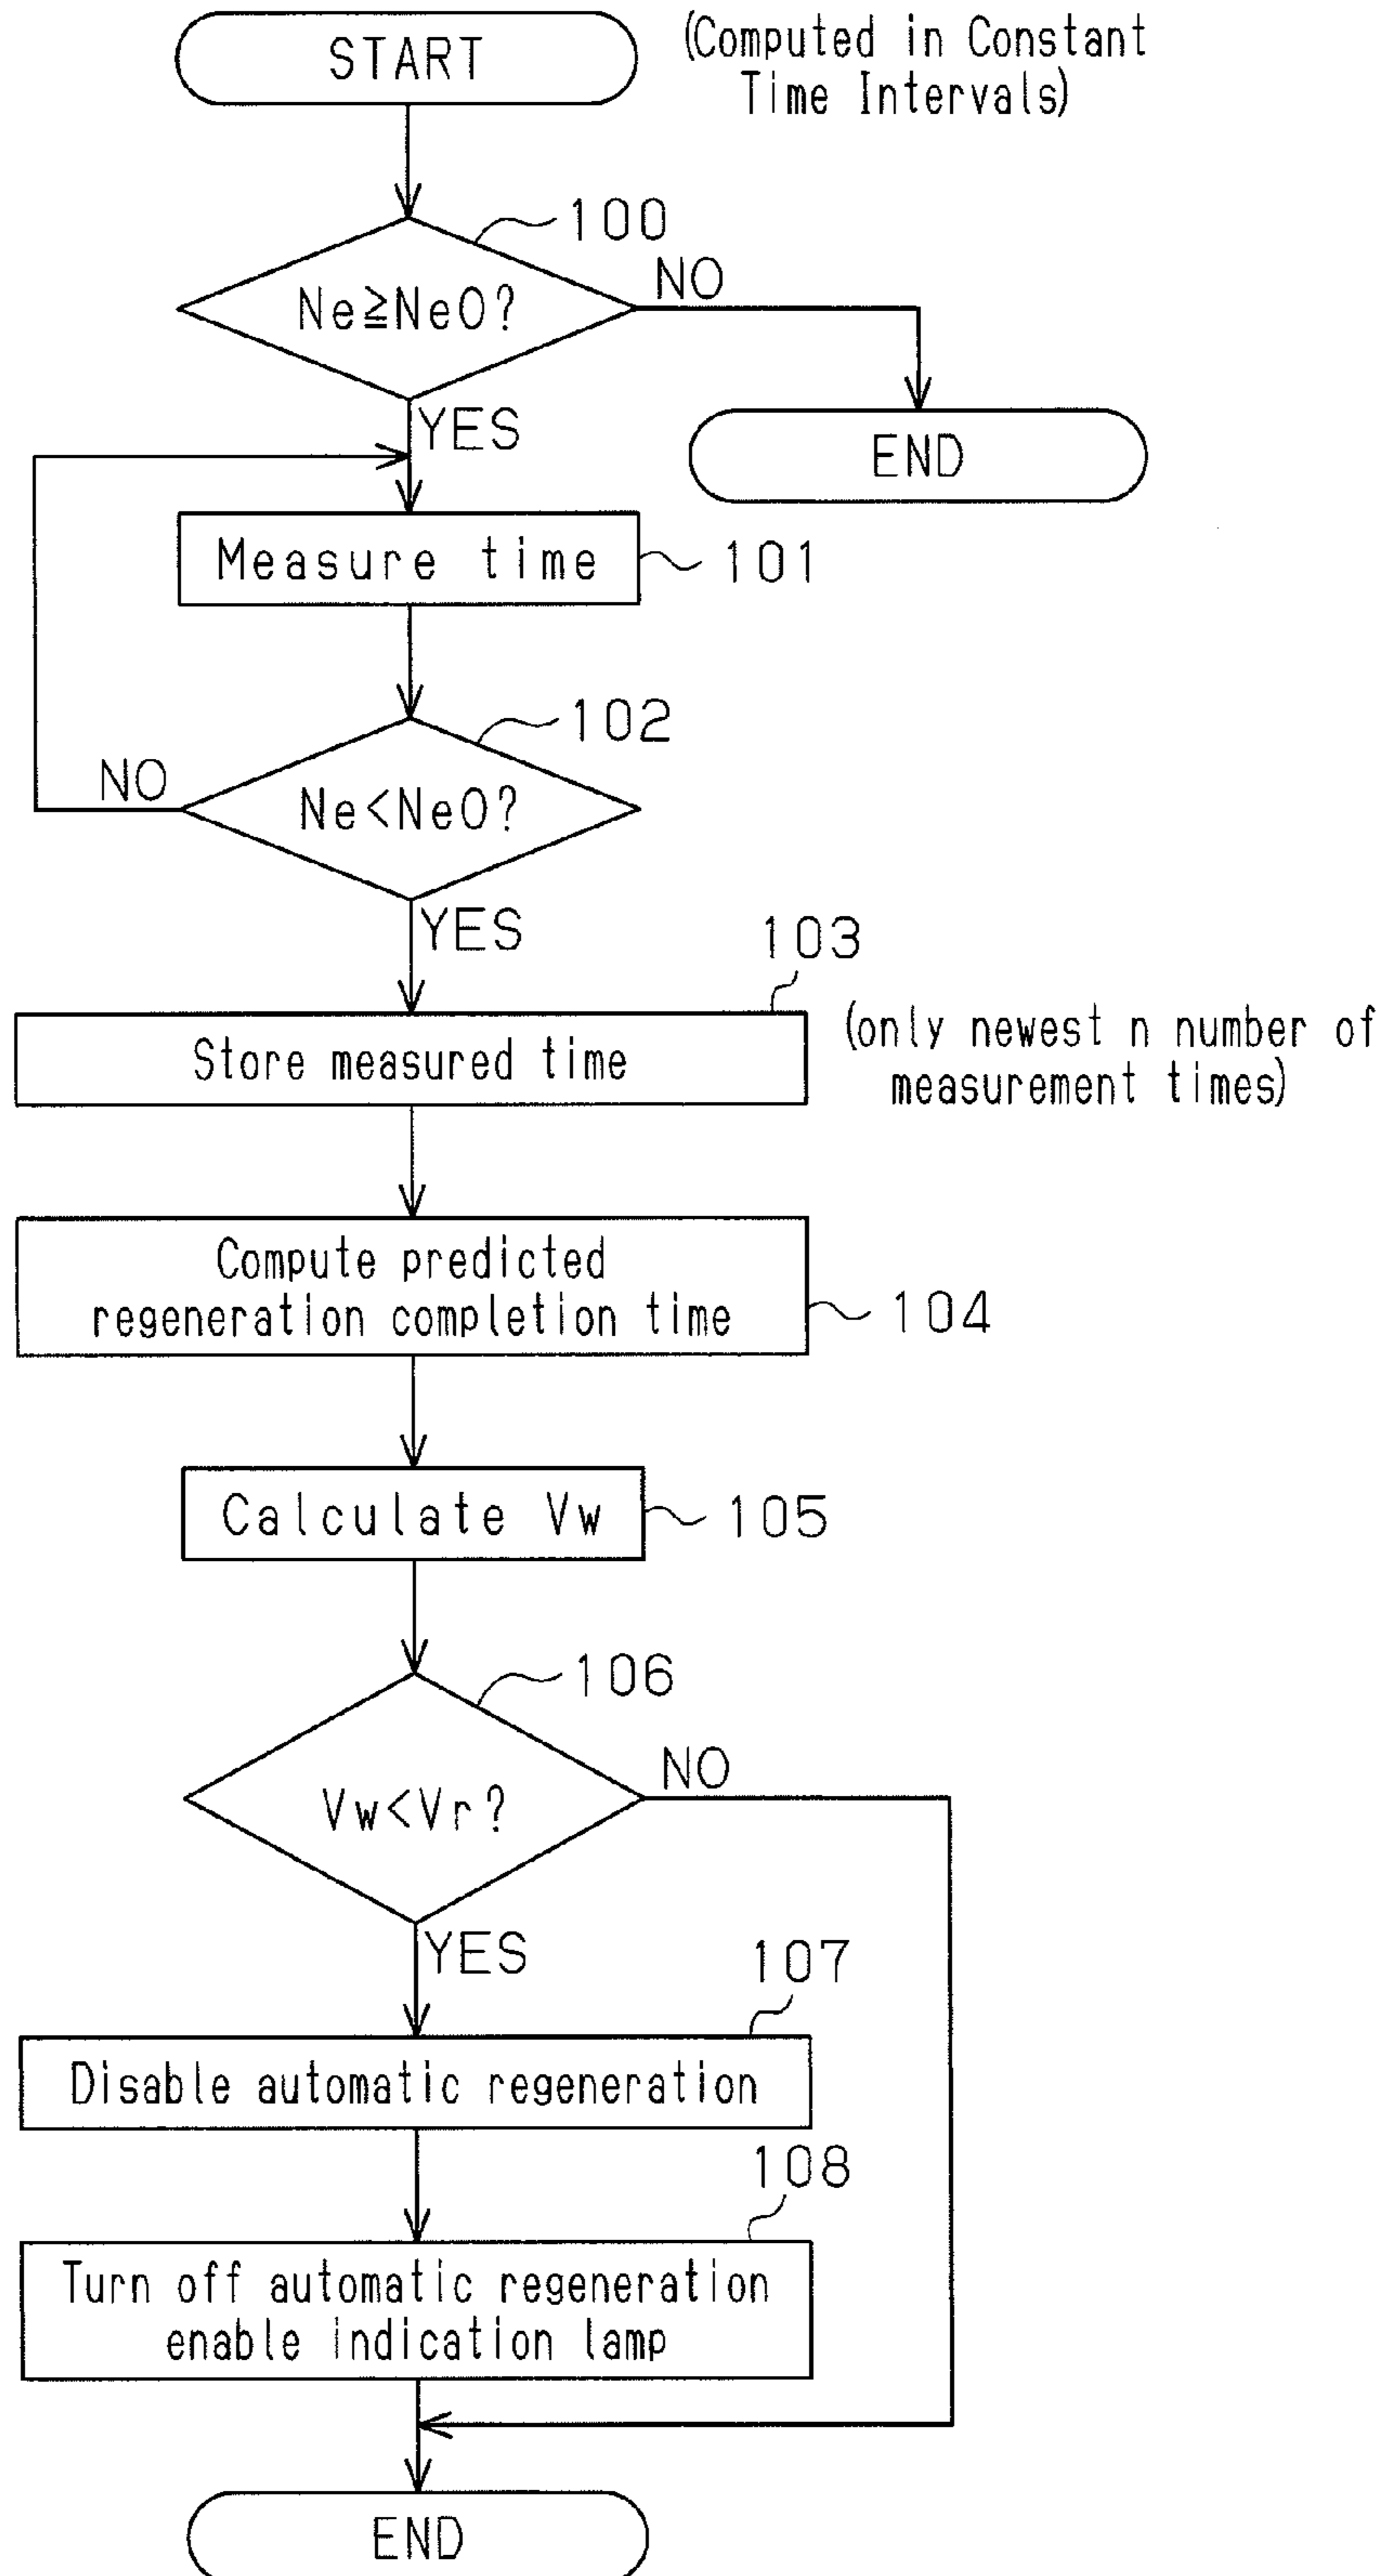 START
(Computed in Constant
Time Intervals)
100
Ne≧Ne0?
NO
YES
END
Measure time
101
102
NO
Ne<Ne0?
YES
103
Store measured time
(only newest n number of
measurement times)
Compute predicted
regeneration completion time
104
Calculate Vw
105
106
NO
Vw<Vr?
YES
107
Disable automatic regeneration
108
Turn off automatic regeneration
enable indication lamp
END